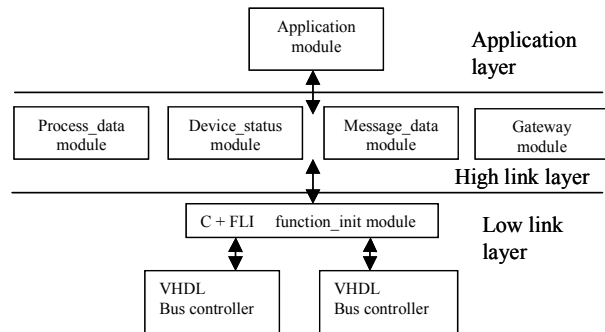 Application
module
Application
layer
Process_data
module
Device_status
module
Message_data
module
Gateway
module
High link layer
C + FLI function_init module
Low link
layer
VHDL
Bus controller
VHDL
Bus controller